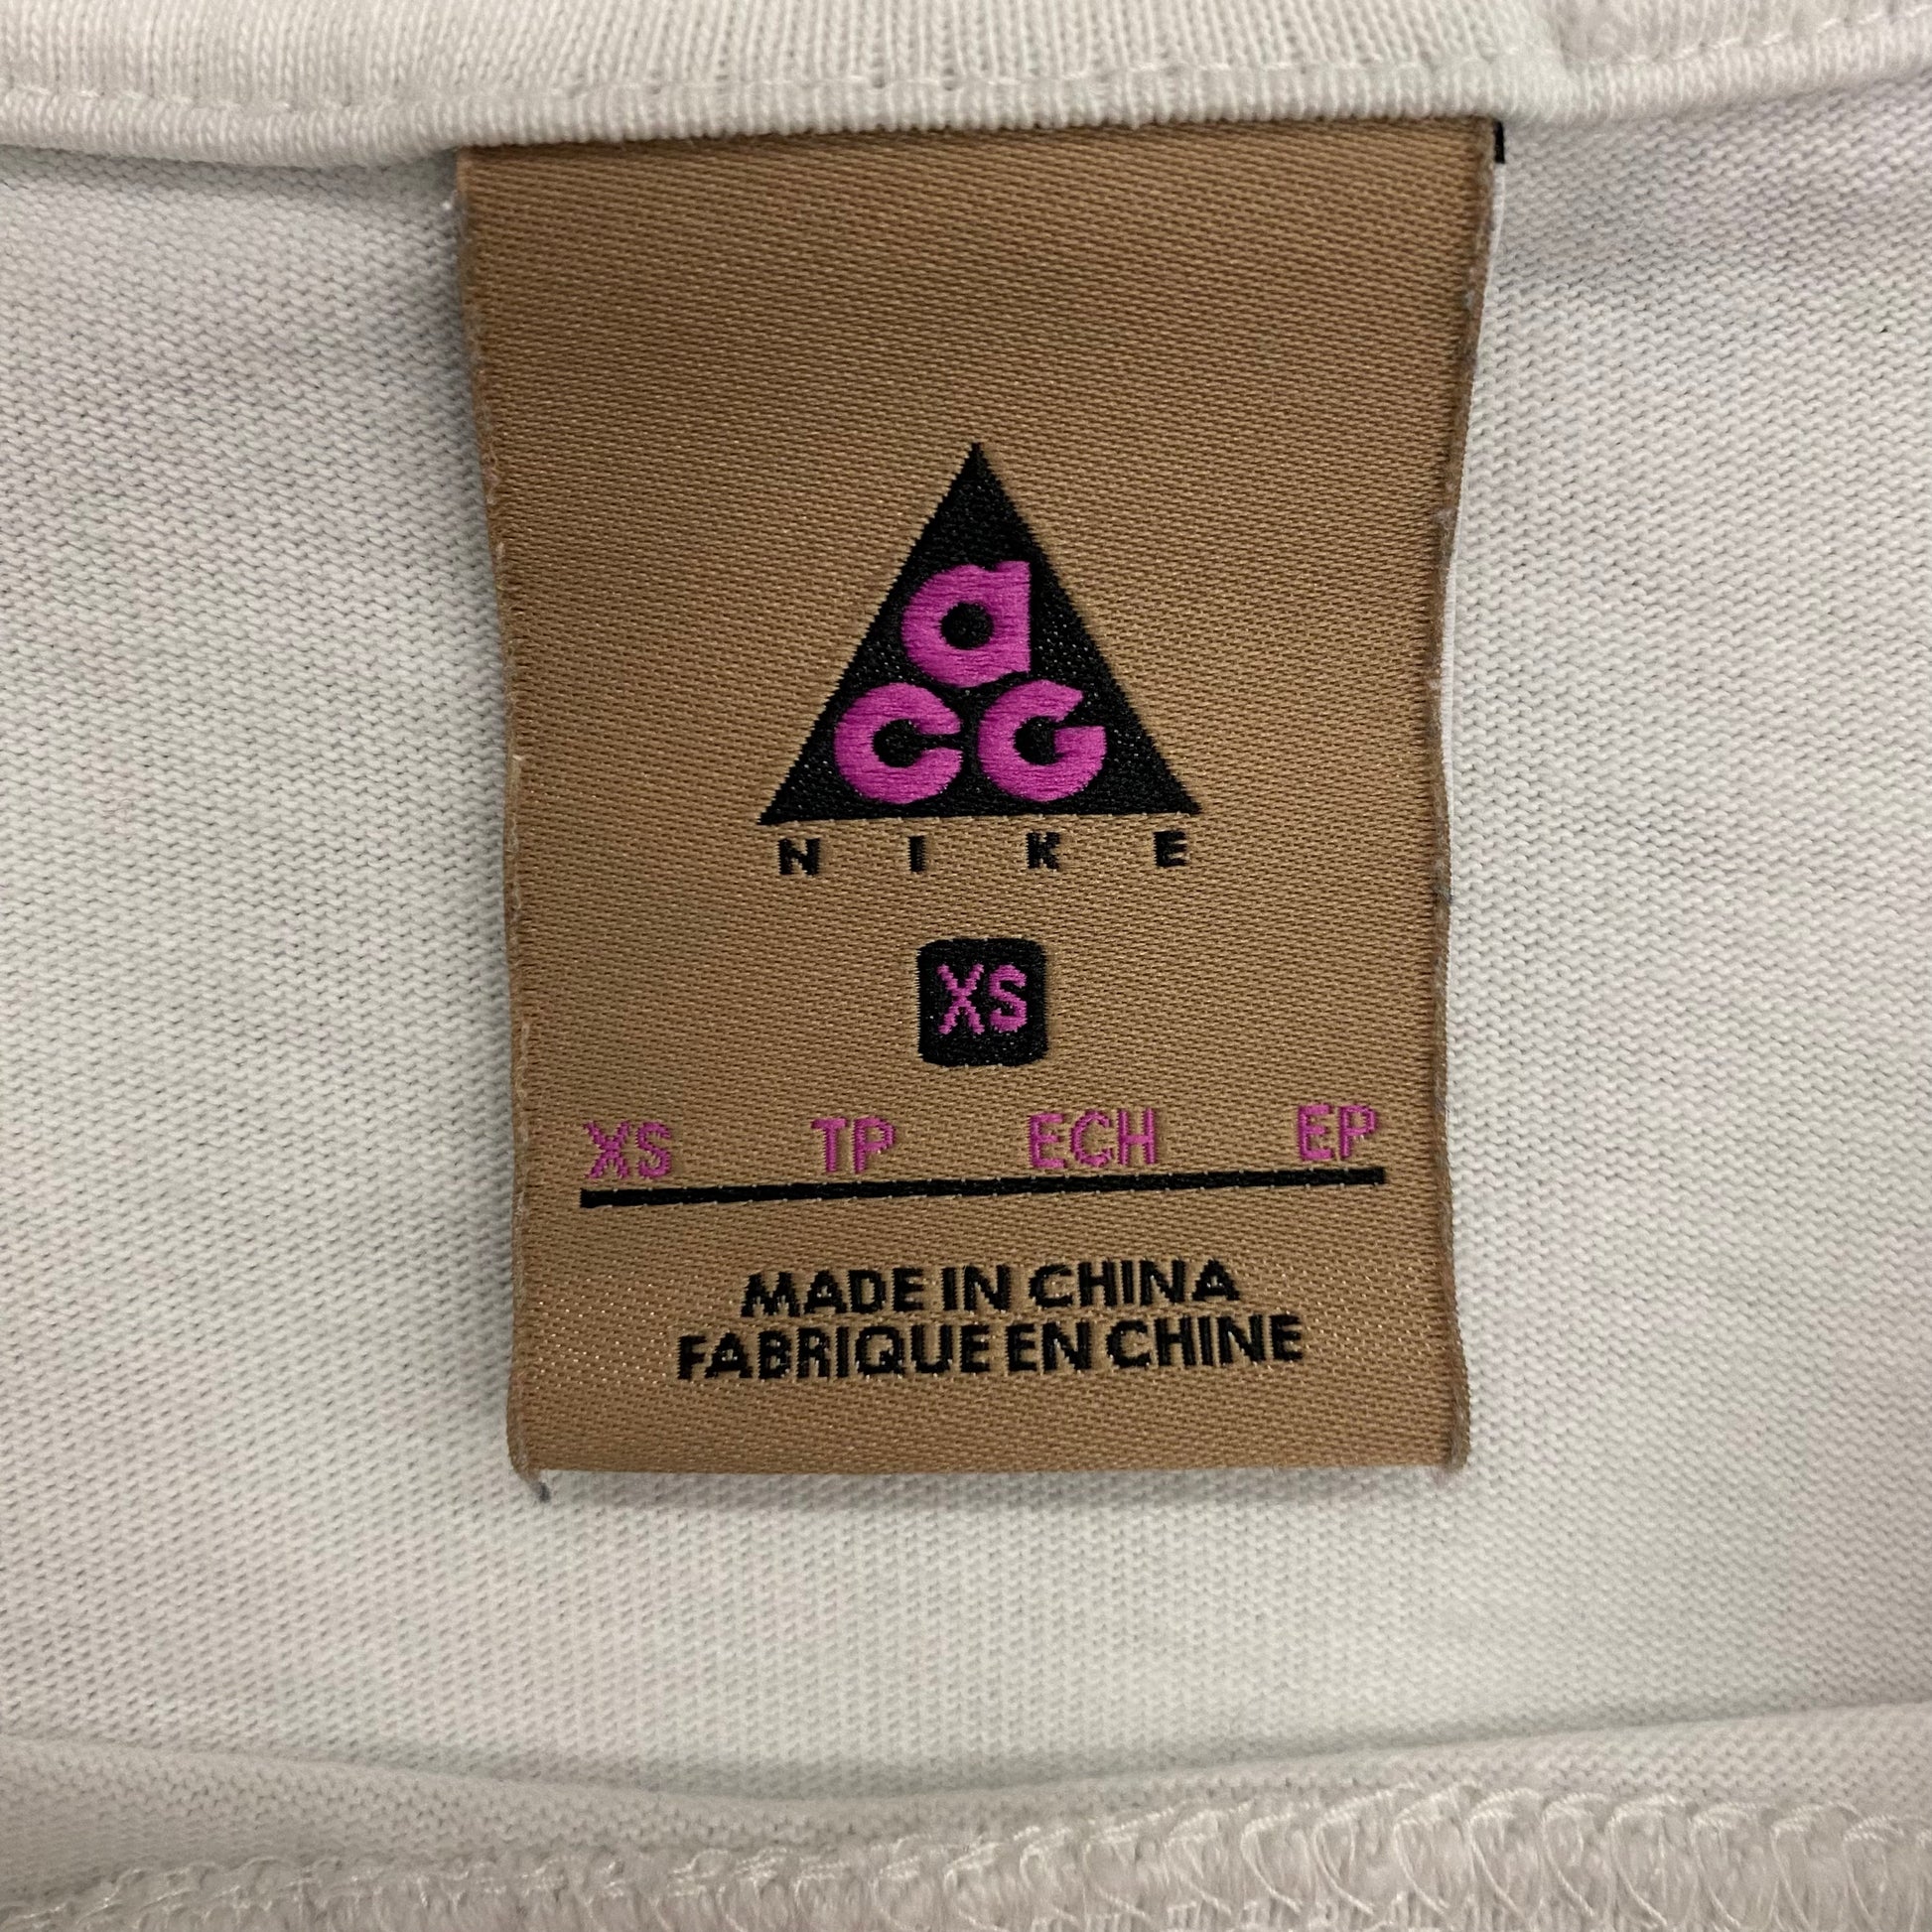 a
CG
NIKE
XS
XS TP ECH EP
MADE IN CHINA
FABRIQUE EN CHINE